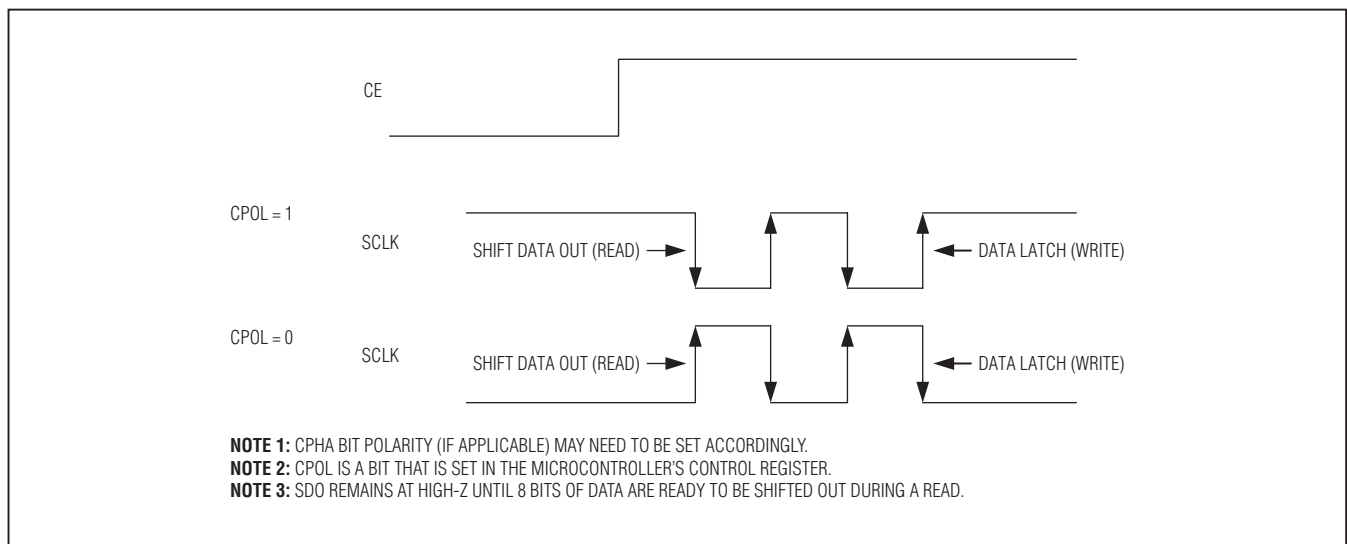 CE
CPOL = 1
SCLK
SHIFT DATA OUT (READ)
DATA LATCH (WRITE)
CPOL = 0
SCLK
SHIFT DATA OUT (READ)
DATA LATCH (WRITE)
NOTE 1: CPHA BIT POLARITY (IF APPLICABLE) MAY NEED TO BE SET ACCORDINGLY.
NOTE 2: CPOL IS A BIT THAT IS SET IN THE MICROCONTROLLER'S CONTROL REGISTER.
NOTE 3: SDO REMAINS AT HIGH-Z UNTIL 8 BITS OF DATA ARE READY TO BE SHIFTED OUT DURING A READ.